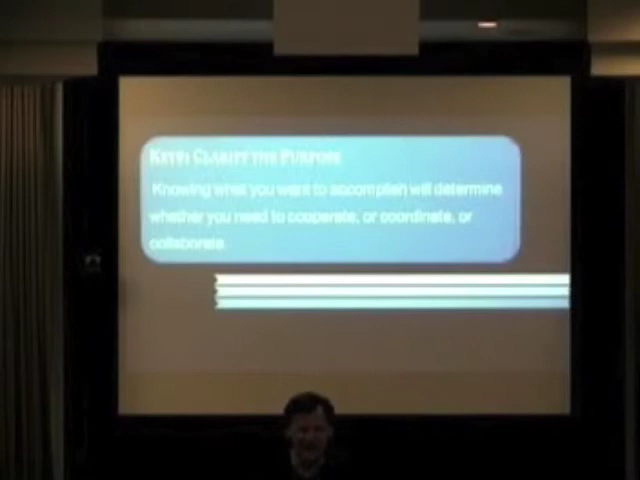 KEY#1 CLARIFY THE PURPOSE
Knowing what you want to accomplish will determine
whether you need to cooperate, or coordinate, or
collaborate.